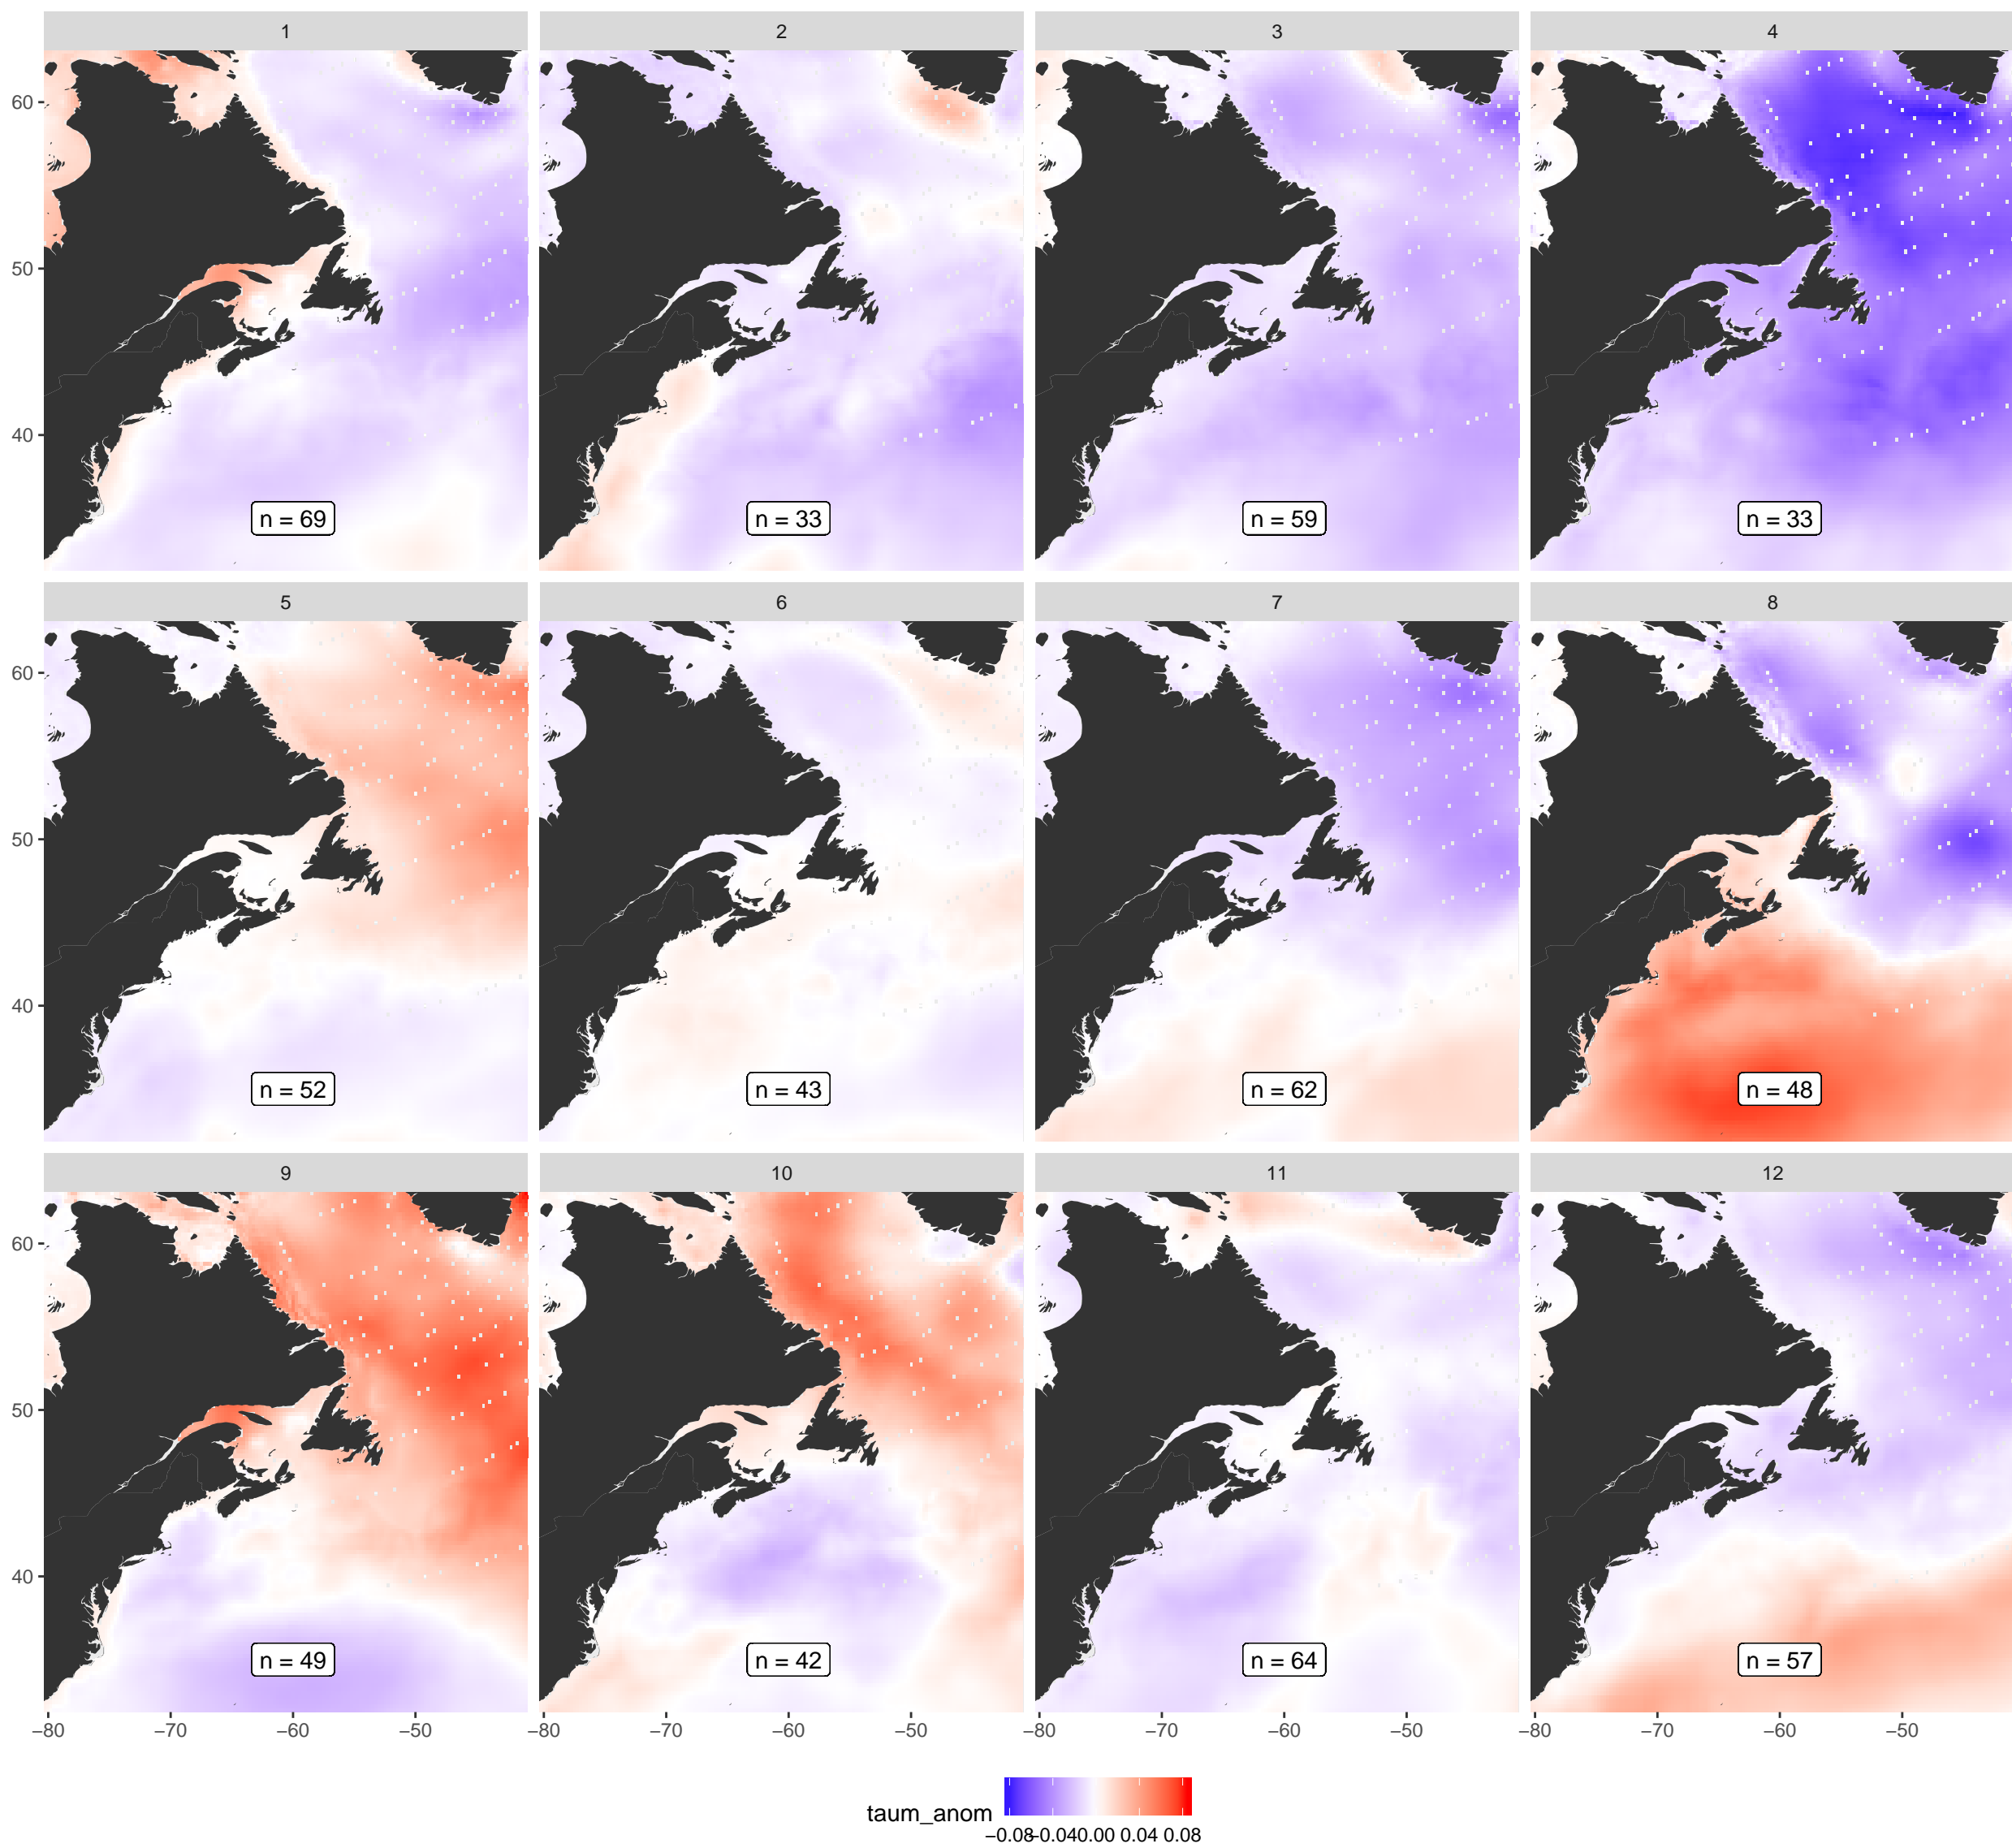 1 2 3 4
60
50
40
n = 69 n = 33 n = 59 n = 33
5 6 7 8
60
50
40
n = 52 n = 43 n = 62 n = 48
9 10 11 12
60
50
40
n = 49 n = 42 n = 64 n = 57
−80 −70 −60 −50 −80 −70 −60 −50 −80 −70 −60 −50 −80 −70 −60 −50
taum_anom
−0.08 −0.04 0.00 0.04 0.08